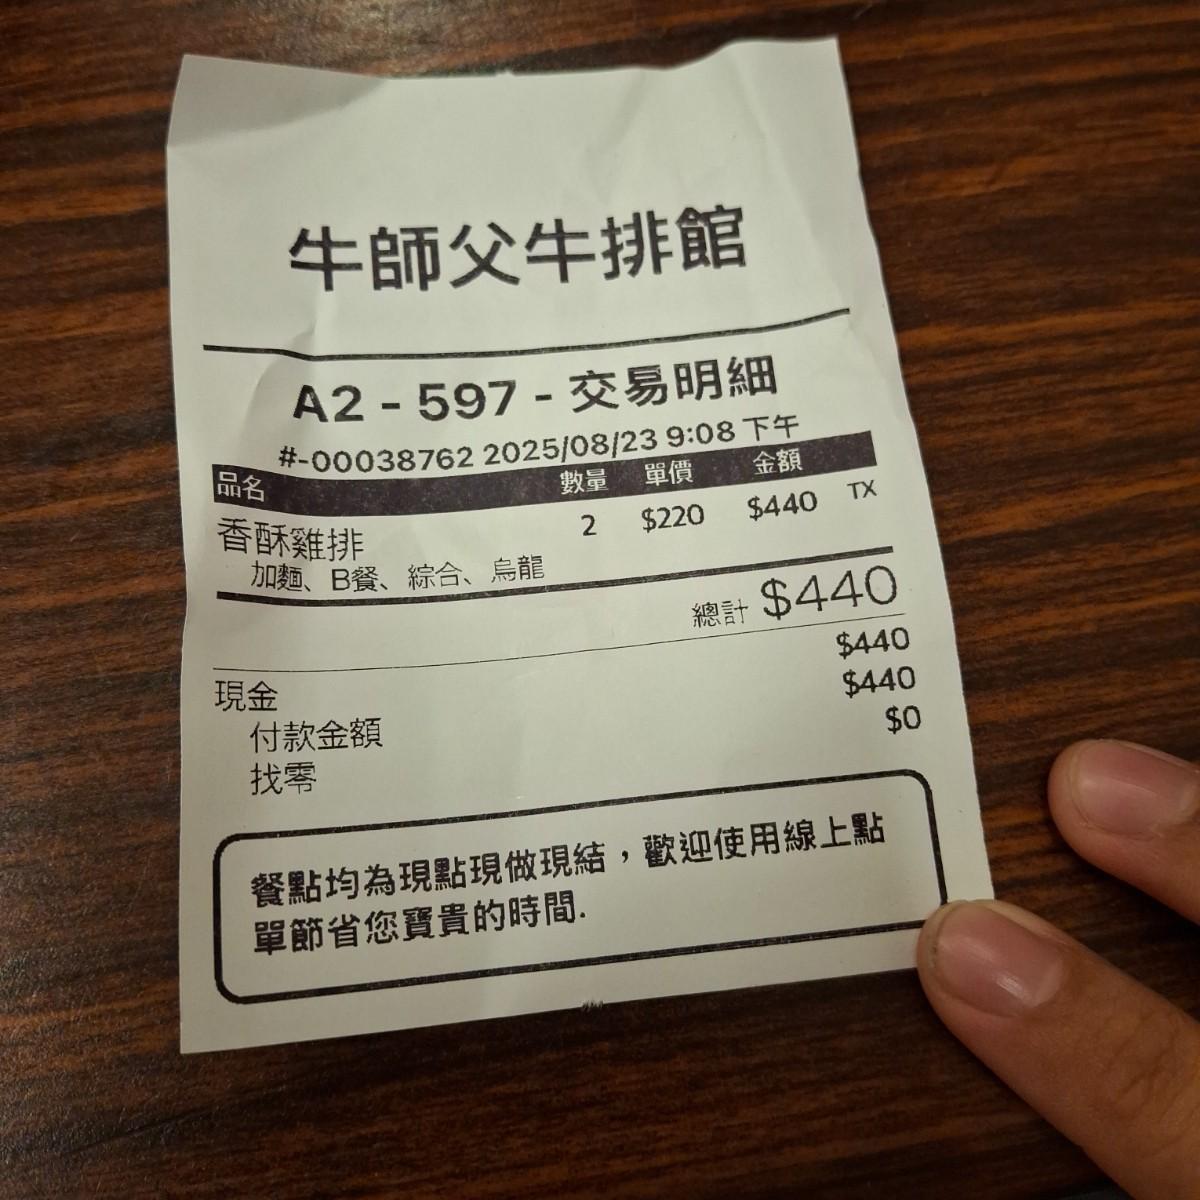 牛師父牛排館
A2 - 597 - 交易明細
#-00038762 2025/08/23 9:08 下午
品名 數量 單價 金額
香酥雞排 2 $220 $440 TX
加麵、B餐、綜合、烏龍
總計 $440
現金 $440
付款金額 $440
找零 $0
餐點均為現點現做現結，歡迎使用線上點
單節省您寶貴的時間.